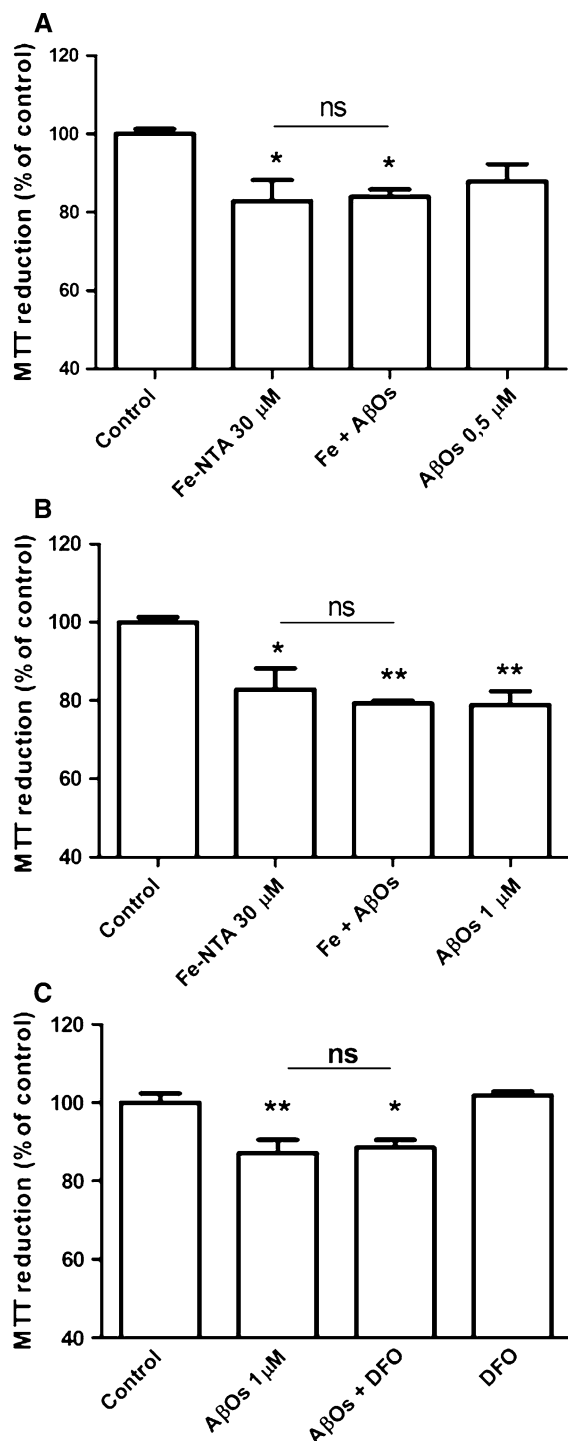 A
MTT reduction (% of control)
120
100
80
60
40
ns
*
*
Control
Fe-NTA 30 μM
Fe + AβOs
AβOs 0,5 μM
B
MTT reduction (% of control)
120
100
80
60
40
ns
*
**
**
Control
Fe-NTA 30 μM
Fe + AβOs
AβOs 1 μM
C
MTT reduction (% of control)
120
100
80
60
40
ns
**
*
Control
AβOs 1μM
AβOs + DFO
DFO